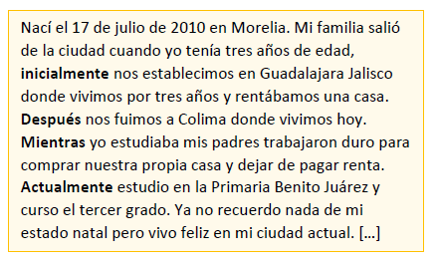 Nací el 17 de julio de 2010 en Morelia. Mi familia salió
de la ciudad cuando yo tenía tres años de edad,
inicialmente nos establecimos en Guadalajara Jalisco
donde vivimos por tres años y rentábamos una casa.
Después nos fuimos a Colima donde vivimos hoy.
Mientras yo estudiaba mis padres trabajaron duro para
comprar nuestra propia casa y dejar de pagar renta.
Actualmente estudio en la Primaria Benito Juárez y
curso el tercer grado. Ya no recuerdo nada de mi
estado natal pero vivo feliz en mi ciudad actual. […]